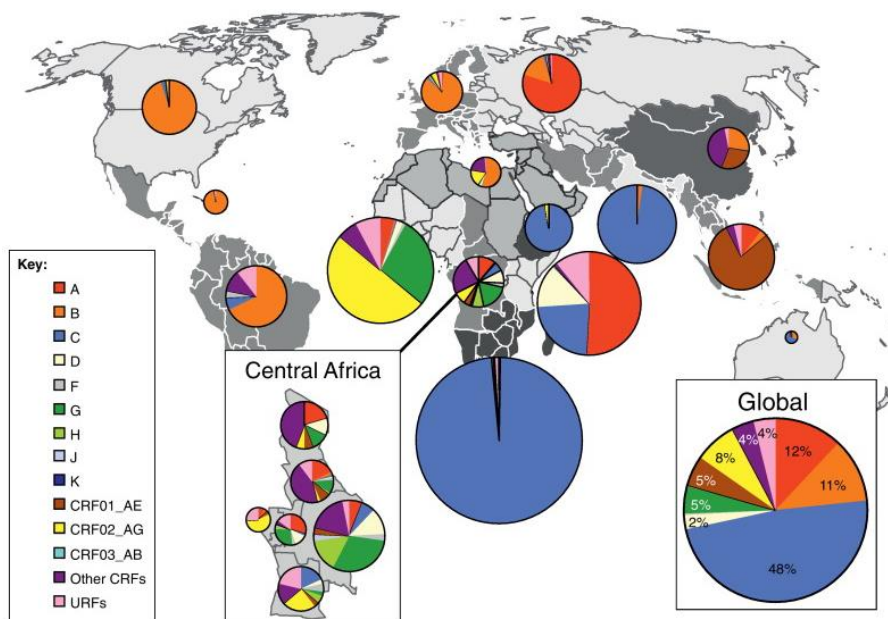 Key:
A
B
C
D
F
G
H
J
K
CRF01_AE
CRF02_AG
CRF03_AB
Other CRFs
URFs
Central Africa
Global
4%
4%
12%
8%
11%
5%
5%
2%
48%